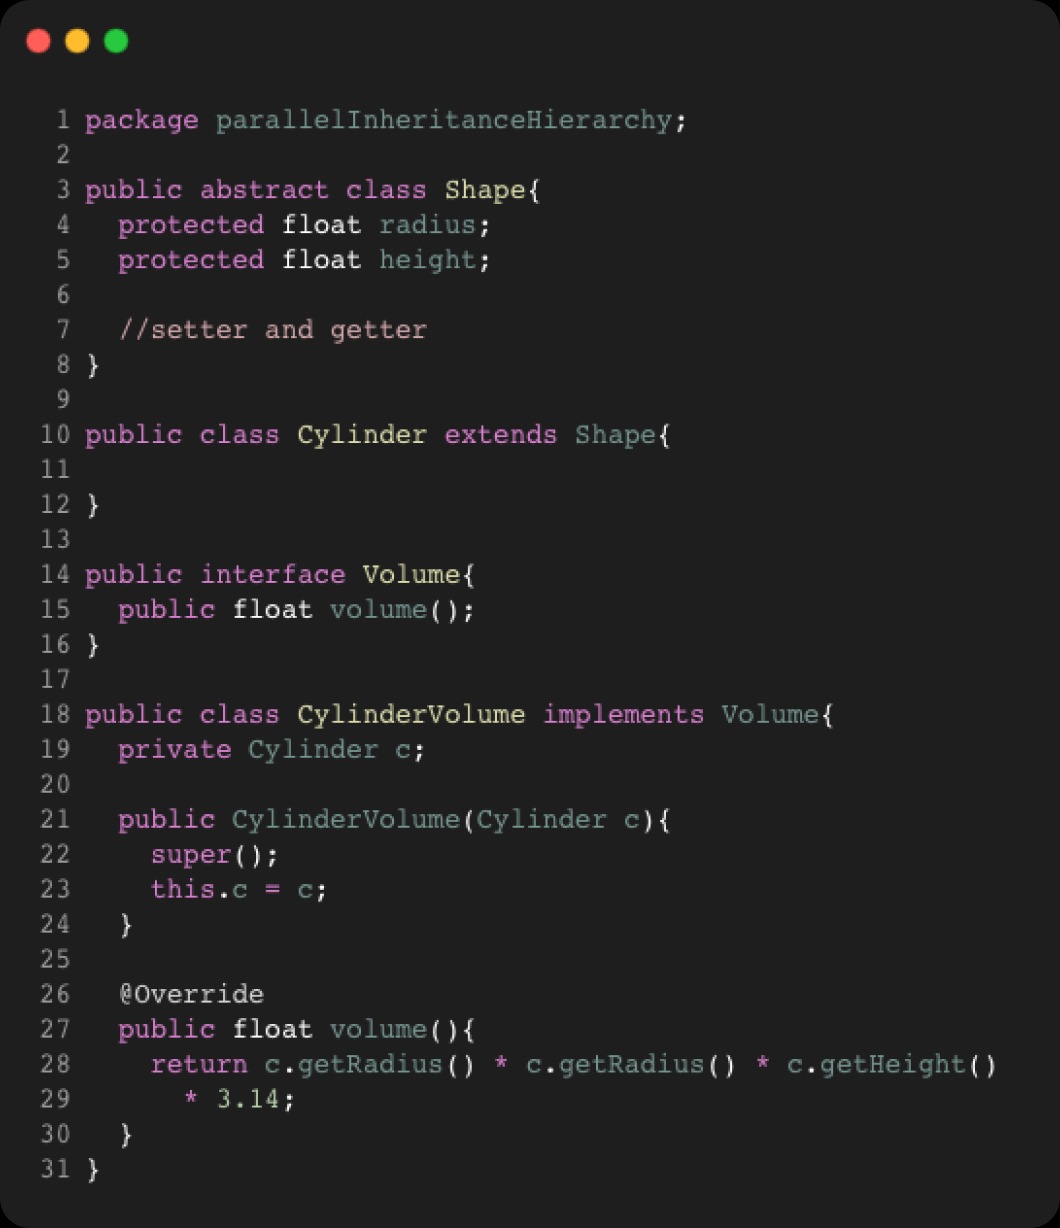 1 package parallelInheritanceHierarchy;
2
3 public abstract class Shape{
4   protected float radius;
5   protected float height;
6
7   //setter and getter
8 }
9
10 public class Cylinder extends Shape{
11
12 }
13
14 public interface Volume{
15   public float volume();
16 }
17
18 public class CylinderVolume implements Volume{
19   private Cylinder c;
20
21   public CylinderVolume(Cylinder c){
22     super();
23     this.c = c;
24   }
25
26   @Override
27   public float volume(){
28     return c.getRadius() * c.getRadius() * c.getHeight()
29       * 3.14;
30   }
31 }